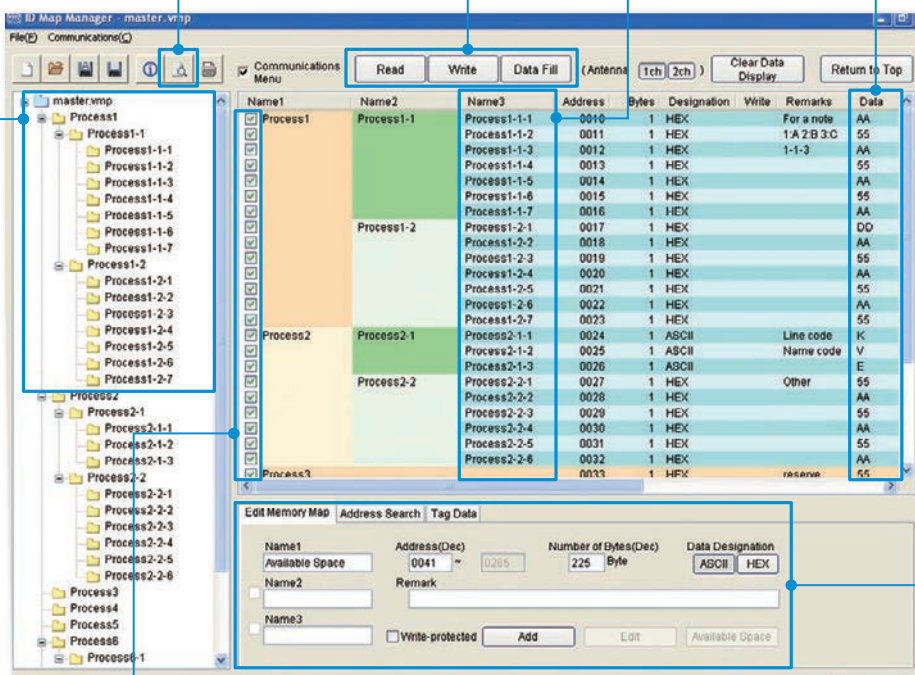 ID Map Manager - master.vmp
File(F) Communications(C)
Communications Menu Read Write Data Fill (Antenna 1ch 2ch ) Clear Data Display Return to Top
master.vmp
Process1
Process1-1
Process1-1-1
Process1-1-2
Process1-1-3
Process1-1-4
Process1-1-5
Process1-1-6
Process1-1-7
Process1-2
Process1-2-1
Process1-2-2
Process1-2-3
Process1-2-4
Process1-2-5
Process1-2-6
Process1-2-7
Process2
Process2-1
Process2-1-1
Process2-1-2
Process2-1-3
Process2-2
Process2-2-1
Process2-2-2
Process2-2-3
Process2-2-4
Process2-2-5
Process2-2-6
Process3
Process4
Process5
Process6
Process6-1
Name1 Name2 Name3 Address Bytes Designation Write Remarks Data
Process1 Process1-1 Process1-1-1 0010 1 HEX For a note AA
Process1-1-2 0011 1 HEX 1:A 2:B 3:C 55
Process1-1-3 0012 1 HEX 1-1-3 AA
Process1-1-4 0013 1 HEX 55
Process1-1-5 0014 1 HEX AA
Process1-1-6 0015 1 HEX 55
Process1-1-7 0016 1 HEX AA
Process1-2 Process1-2-1 0017 1 HEX DD
Process1-2-2 0018 1 HEX AA
Process1-2-3 0019 1 HEX 55
Process1-2-4 0020 1 HEX AA
Process1-2-5 0021 1 HEX 55
Process1-2-6 0022 1 HEX AA
Process1-2-7 0023 1 HEX 55
Process2 Process2-1 Process2-1-1 0024 1 ASCII Line code K
Process2-1-2 0025 1 ASCII Name code V
Process2-1-3 0026 1 ASCII E
Process2-2 Process2-2-1 0027 1 HEX Other 55
Process2-2-2 0028 1 HEX AA
Process2-2-3 0029 1 HEX 55
Process2-2-4 0030 1 HEX AA
Process2-2-5 0031 1 HEX 55
Process2-2-6 0032 1 HEX AA
Process3 0033 1 HEX reserve 55
Edit Memory Map Address Search Tag Data
Name1 Address(Dec) Number of Bytes(Dec) Data Designation
Available Space 0041 ~ 0265 225 Byte ASCII HEX
Name2 Remark
Name3
Write-protected Add Edit Available Space